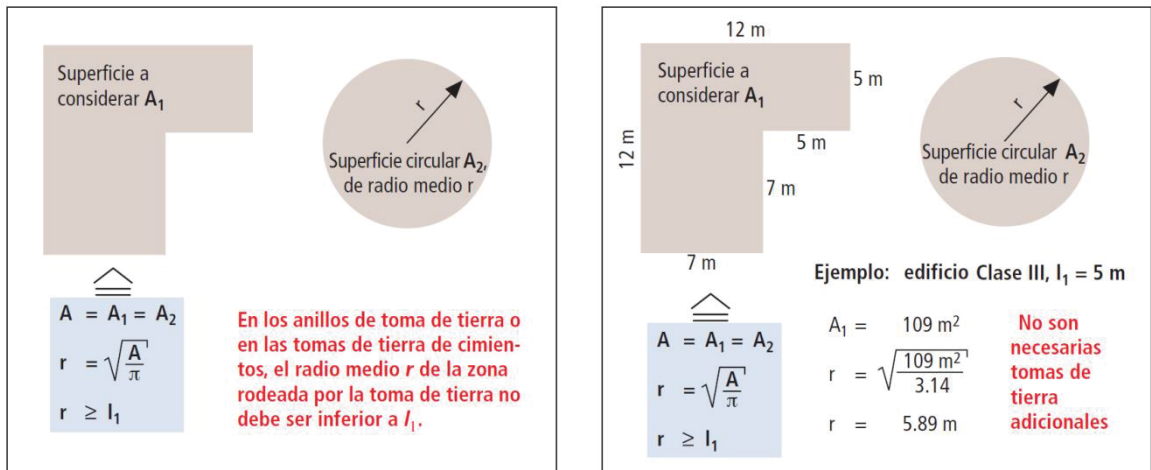 Superficie a
considerar A₁
r
Superficie circular A₂,
de radio medio r
A = A₁ = A₂
r = √(A/π)
r ≥ l₁
En los anillos de toma de tierra o
en las tomas de tierra de cimien-
tos, el radio medio r de la zona
rodeada por la toma de tierra no
debe ser inferior a l₁.
12 m
Superficie a
considerar A₁
5 m
r
5 m
12 m
Superficie circular A₂
de radio medio r
7 m
7 m
Ejemplo: edificio Clase III, l₁ = 5 m
A = A₁ = A₂
r = √(A/π)
r ≥ l₁
A₁ = 109 m²
r = √(109 m²/3.14)
r = 5.89 m
No son
necesarias
tomas de
tierra
adicionales